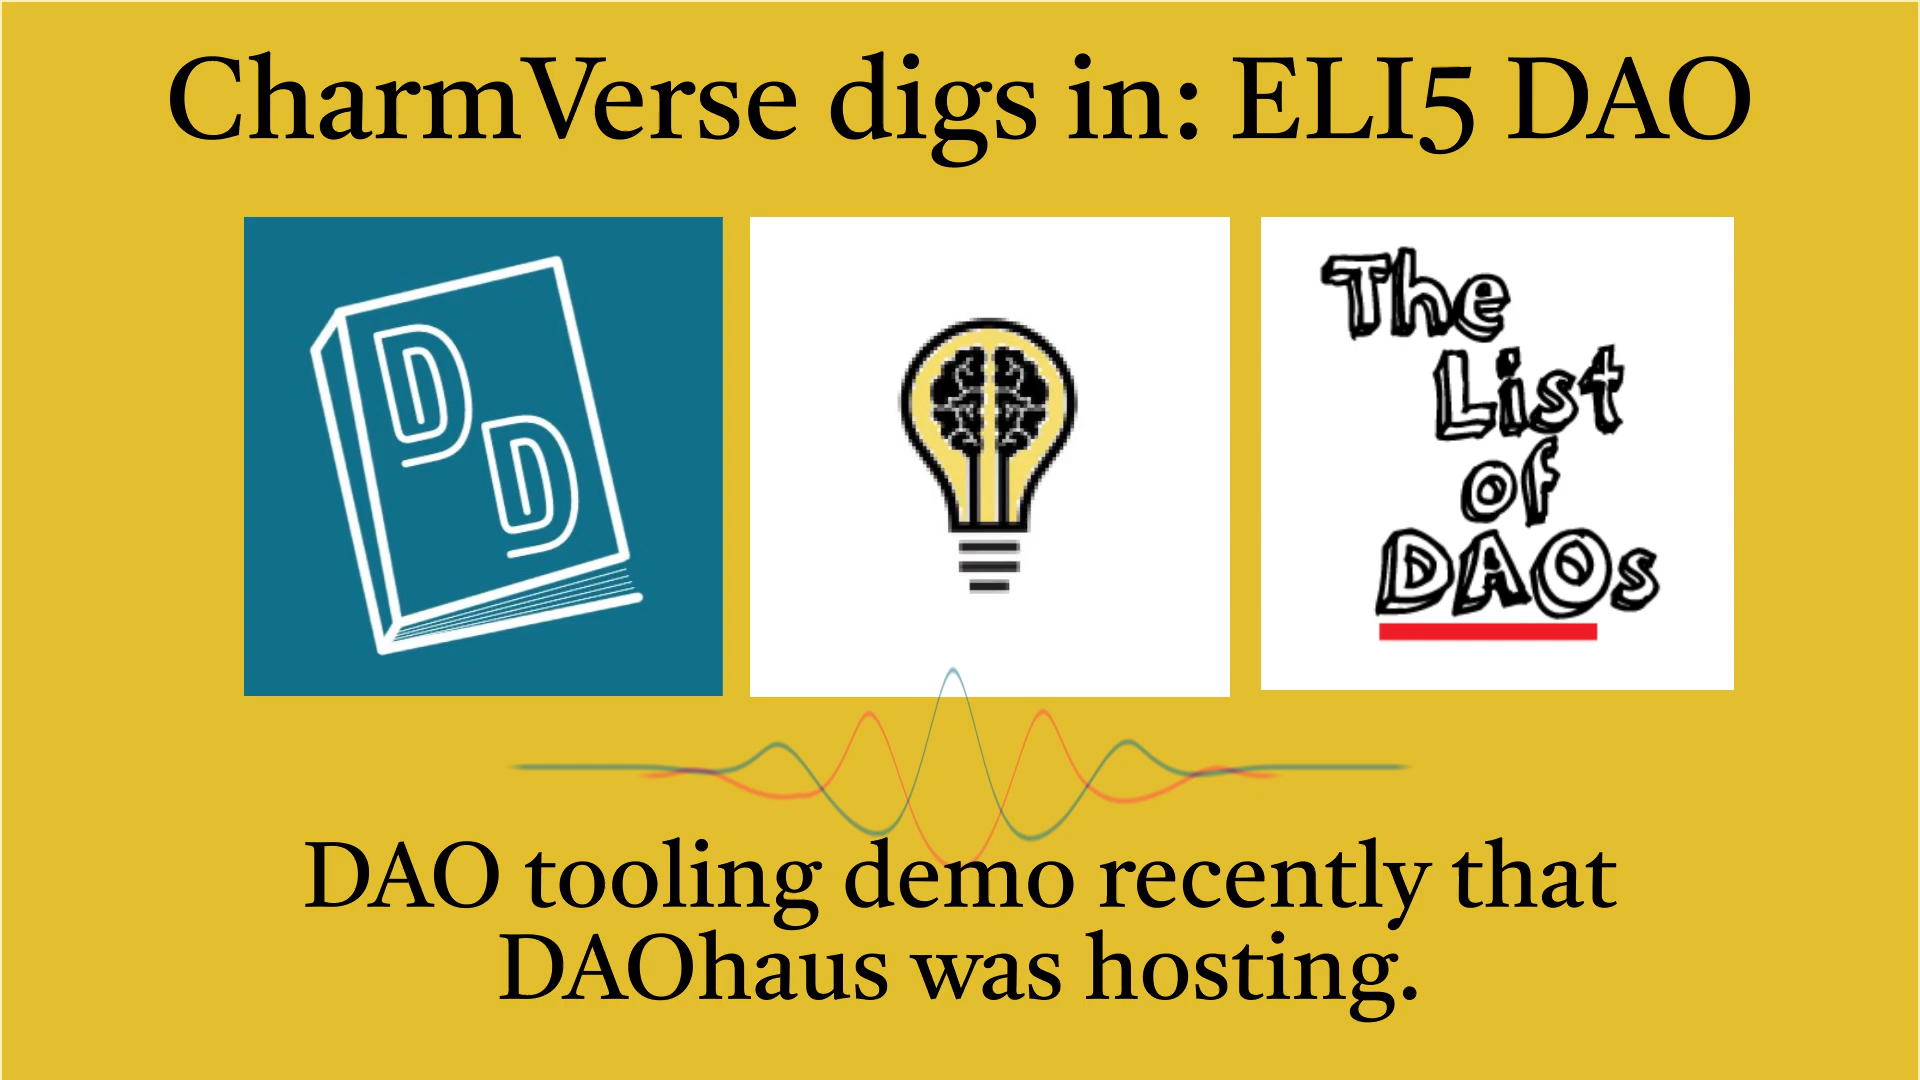 CharmVerse digs in: ELI5 DAO
DD
The
List
of
DAOs
DAO tooling demo recently that
DAOhaus was hosting.